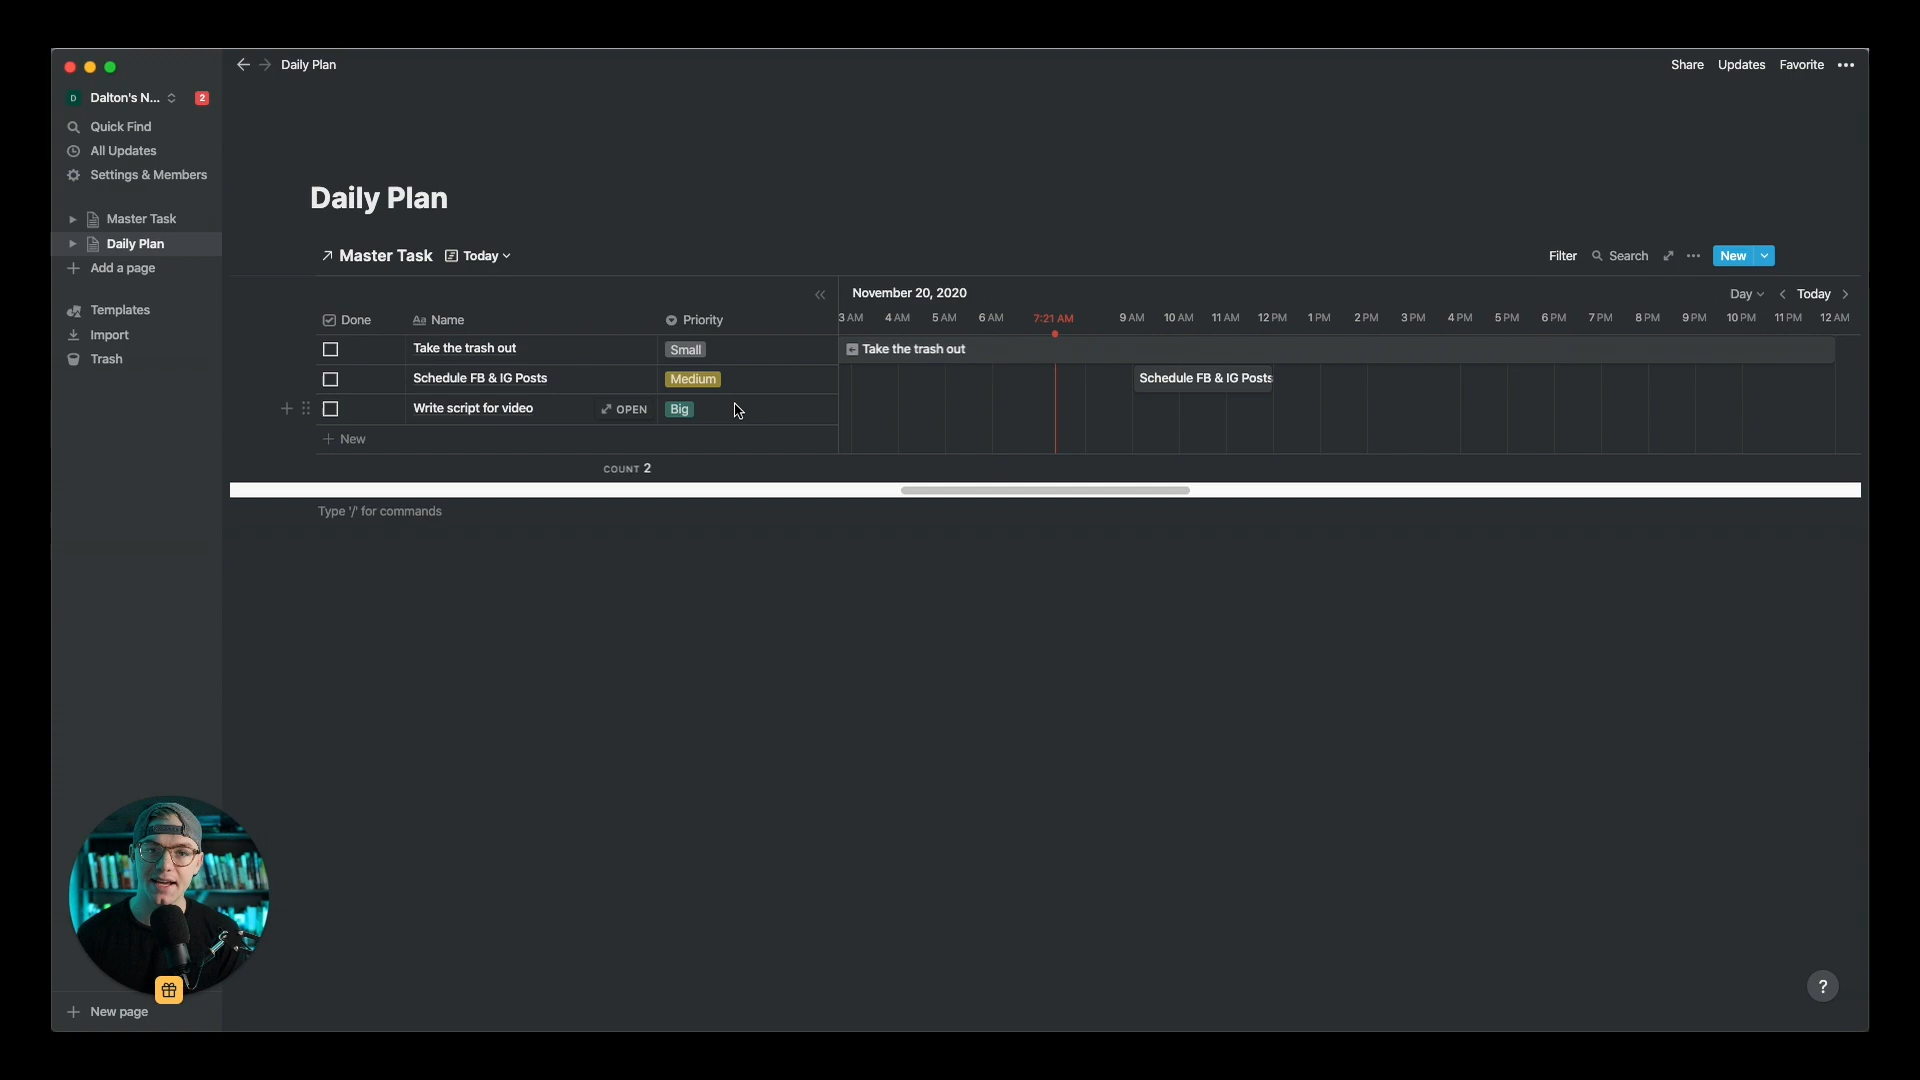 Daily Plan
Share Updates Favorite
D Dalton's N... 2
Quick Find
All Updates
Settings & Members
Master Task
Daily Plan
Add a page
Templates
Import
Trash
New page
Daily Plan
Master Task Today
Filter Search New
November 20, 2020
Day Today
Done Aa Name Priority
3 AM 4 AM 5 AM 6 AM 7:21 AM 9 AM 10 AM 11 AM 12 PM 1 PM 2 PM 3 PM 4 PM 5 PM 6 PM 7 PM 8 PM 9 PM 10 PM 11 PM 12 AM
Take the trash out Small Take the trash out
Schedule FB & IG Posts Medium Schedule FB & IG Posts
Write script for video OPEN Big
New
COUNT 2
Type '/' for commands
?